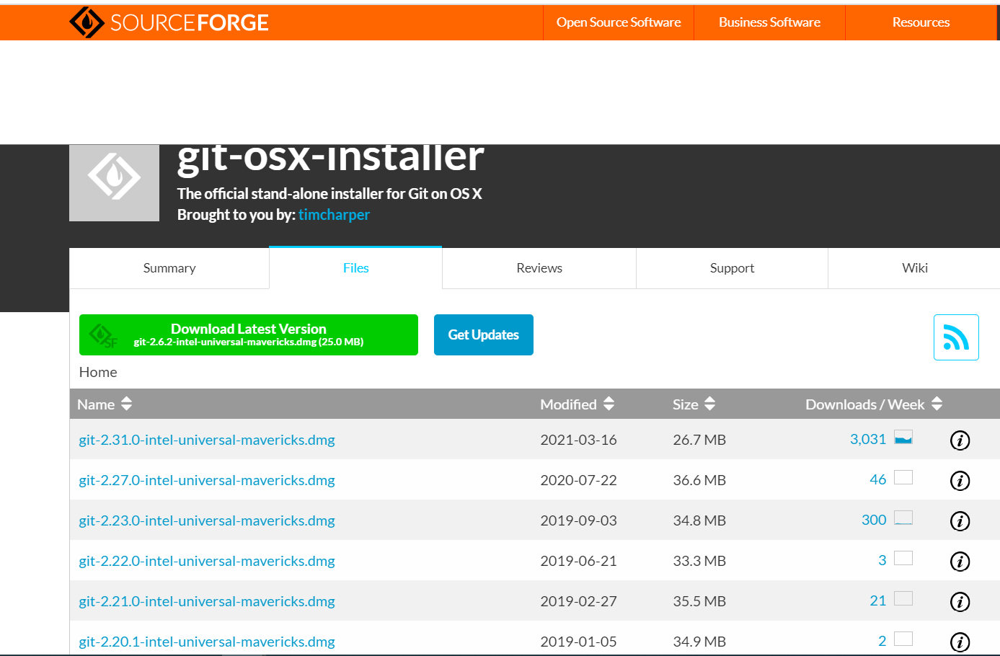 SOURCEFORGE
Open Source Software
Business Software
Resources
git-osx-installer
The official stand-alone installer for Git on OS X
Brought to you by: timcharper
Summary
Files
Reviews
Support
Wiki
Download Latest Version
git-2.6.2-intel-universal-mavericks.dmg (25.0 MB)
SF
Get Updates
Home
Name Modified Size Downloads / Week
git-2.31.0-intel-universal-mavericks.dmg 2021-03-16 26.7 MB 3,031 i
git-2.27.0-intel-universal-mavericks.dmg 2020-07-22 36.6 MB 46 i
git-2.23.0-intel-universal-mavericks.dmg 2019-09-03 34.8 MB 300 i
git-2.22.0-intel-universal-mavericks.dmg 2019-06-21 33.3 MB 3 i
git-2.21.0-intel-universal-mavericks.dmg 2019-02-27 35.5 MB 21 i
git-2.20.1-intel-universal-mavericks.dmg 2019-01-05 34.9 MB 2 i